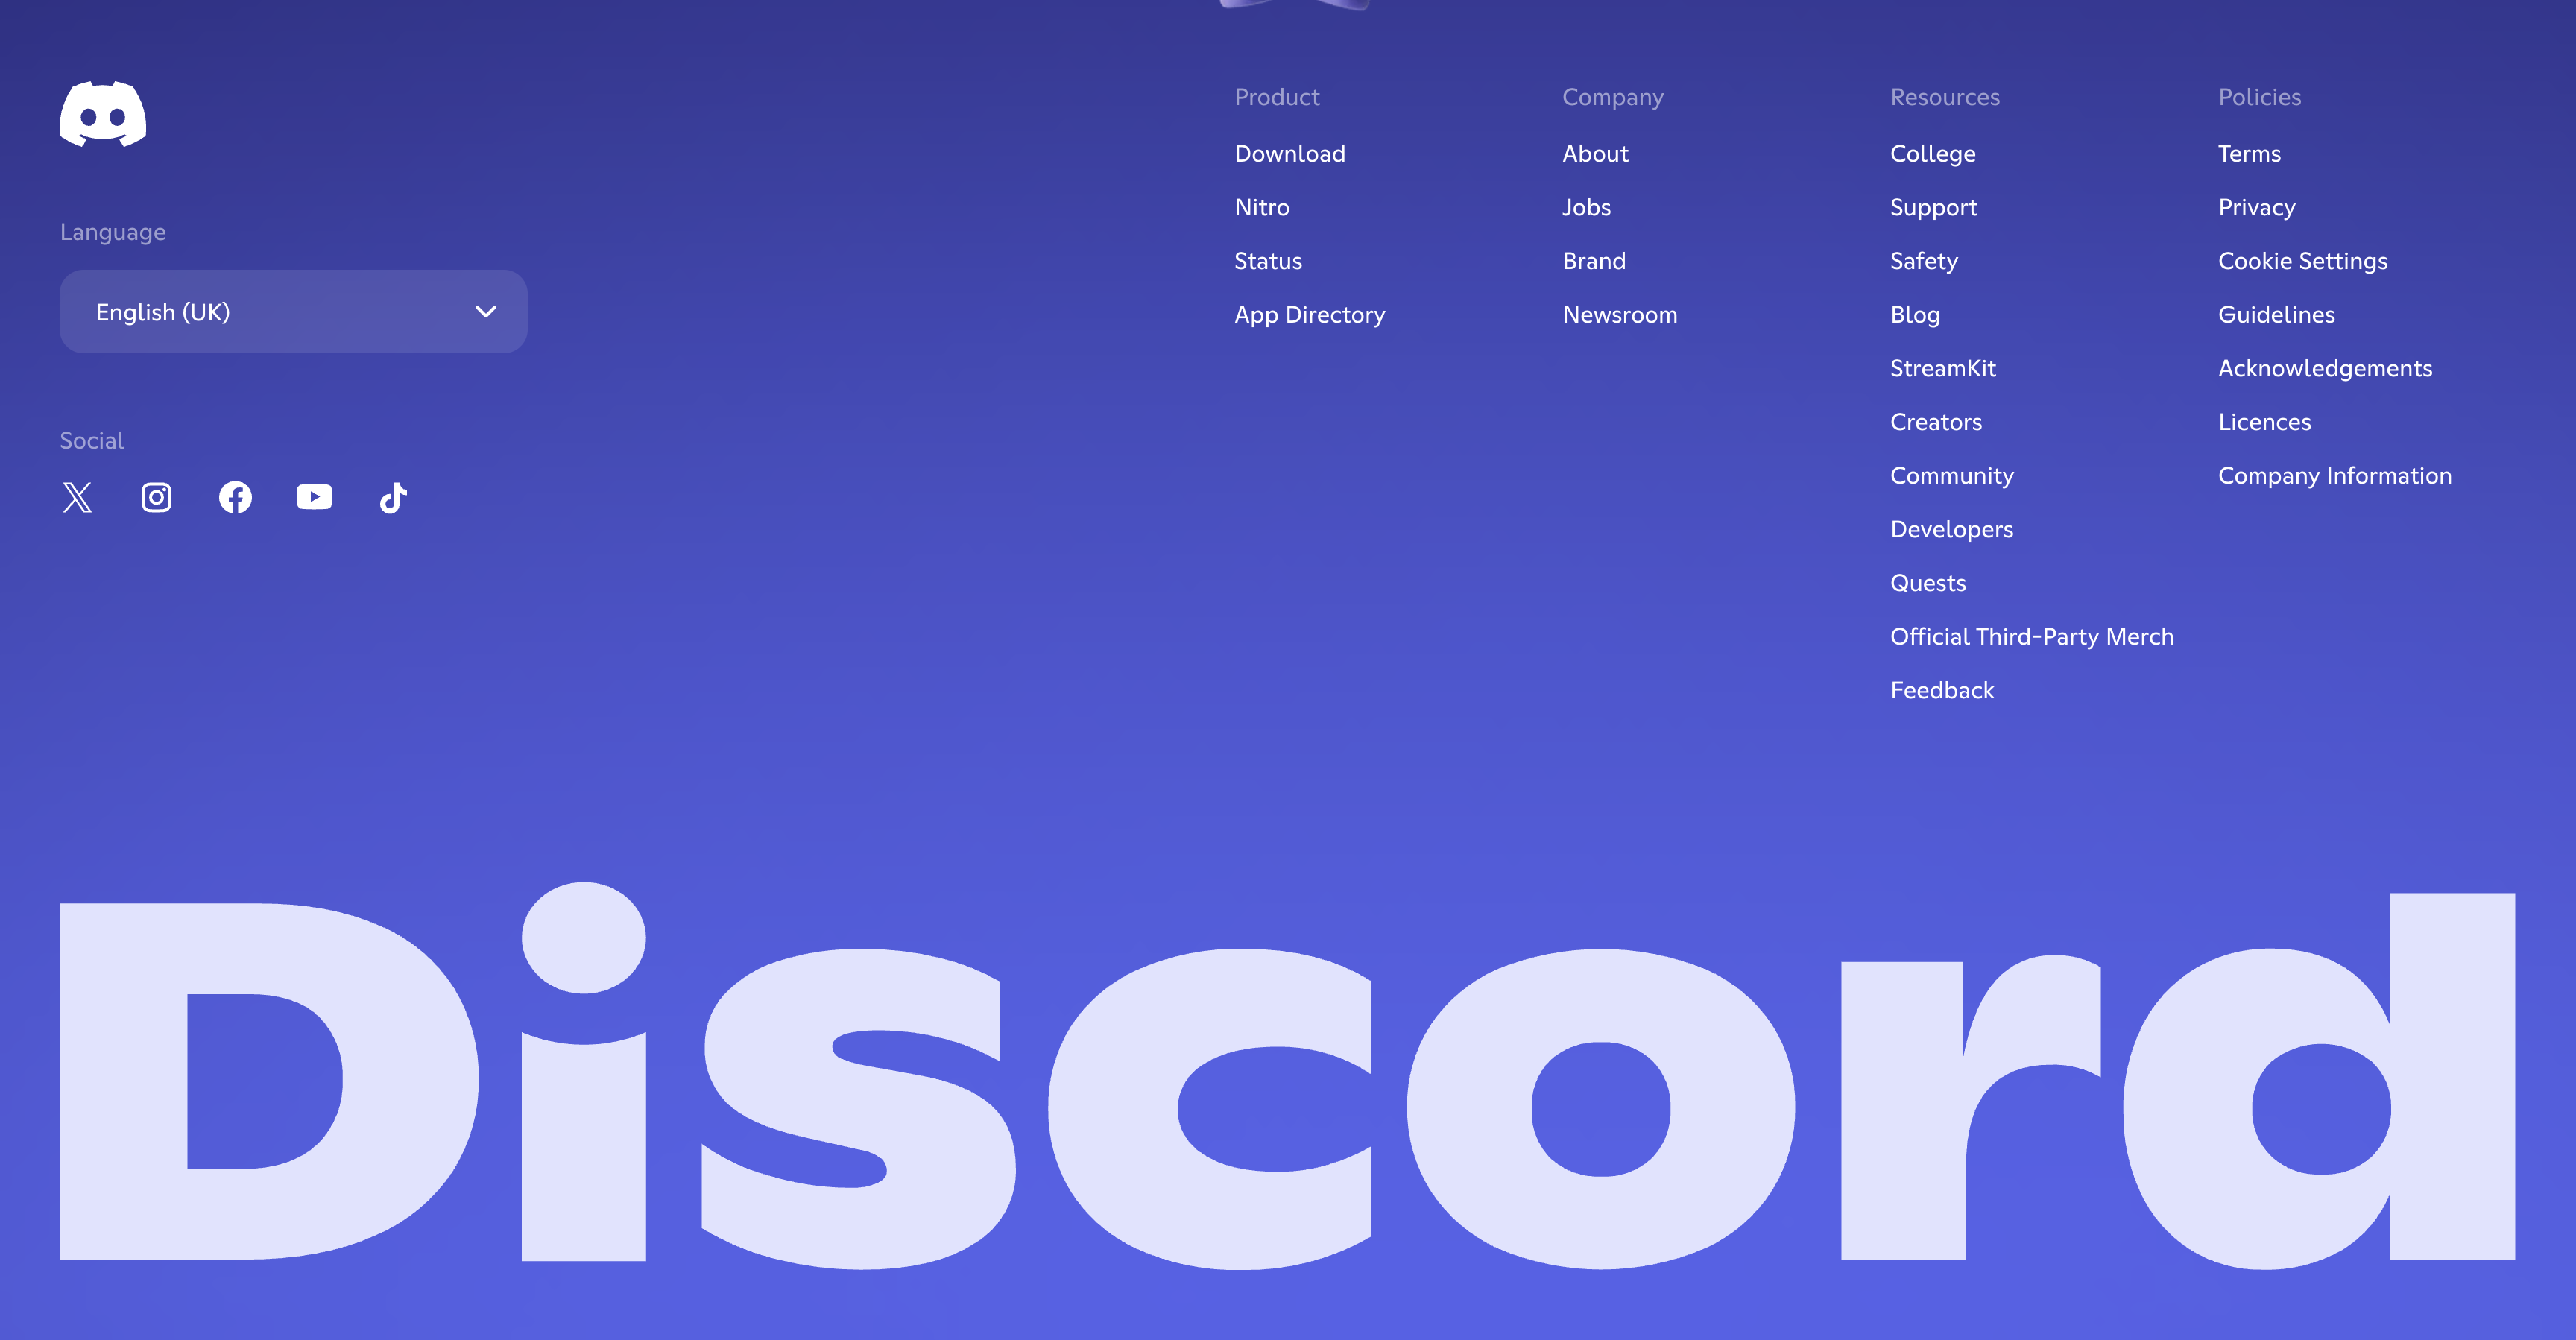 Language
English (UK)
Social
Product
Download
Nitro
Status
App Directory
Company
About
Jobs
Brand
Newsroom
Resources
College
Support
Safety
Blog
StreamKit
Creators
Community
Developers
Quests
Official Third-Party Merch
Feedback
Policies
Terms
Privacy
Cookie Settings
Guidelines
Acknowledgements
Licences
Company Information
Discord